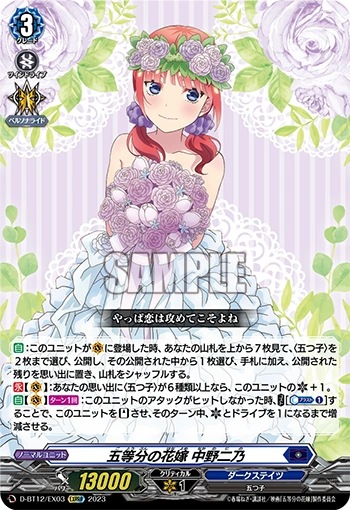 3
グレード
ツインドライブ
ペルソナライド
SAMPLE
やっぱ恋は攻めてこそよね
自：このユニットが(V)に登場した時、あなたの山札を上から７枚見て、〈五つ子〉を
２枚まで選び、公開し、その公開された中から１枚選び、手札に加え、公開された
残りを思い出に置き、山札をシャッフルする。
永【(V)】：あなたの思い出に〈五つ子〉が６種類以上なら、このユニットの☆＋１。
自【(V)】ターン1回：このユニットのアタックがヒットしなかった時、【コスト】[
ブラスト1]することで、このユニットを スタンド させ、そのターン中、☆とドライブを１になるまで増
減させる。
ノーマルユニット
五等分の花嫁 中野二乃
パワー 13000
クリティカル
☆1
ダークステイツ
五つ子
D-BT12/EX03 2023
©春場ねぎ・講談社／映画「五等分の花嫁」製作委員会